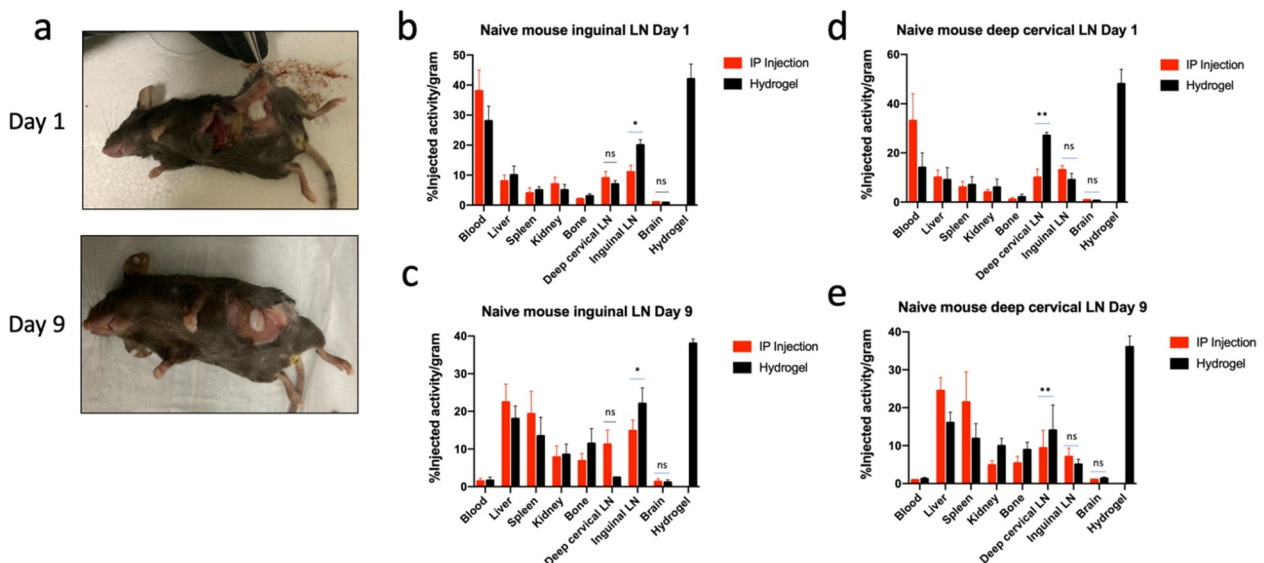 a
Day 1
Day 9
b
Naive mouse inguinal LN Day 1
%Injected activity/gram
50
40
30
20
10
0
ns
*
ns
IP Injection
Hydrogel
Blood
Liver
Spleen
Kidney
Bone
Deep cervical LN
Inguinal LN
Brain
Hydrogel
d
Naive mouse deep cervical LN Day 1
%Injected activity/gram
60
40
20
0
**
ns
ns
IP Injection
Hydrogel
Blood
Liver
Spleen
Kidney
Bone
Deep cervical LN
Inguinal LN
Brain
Hydrogel
c
Naive mouse inguinal LN Day 9
%Injected activity/gram
40
30
20
10
0
ns
*
ns
IP Injection
Hydrogel
Blood
Liver
Spleen
Kidney
Bone
Deep cervical LN
Inguinal LN
Brain
Hydrogel
e
Naive mouse deep cervical LN Day 9
%Injected activity/gram
40
30
20
10
0
**
ns
ns
IP Injection
Hydrogel
Blood
Liver
Spleen
Kidney
Bone
Deep cervical LN
Inguinal LN
Brain
Hydrogel